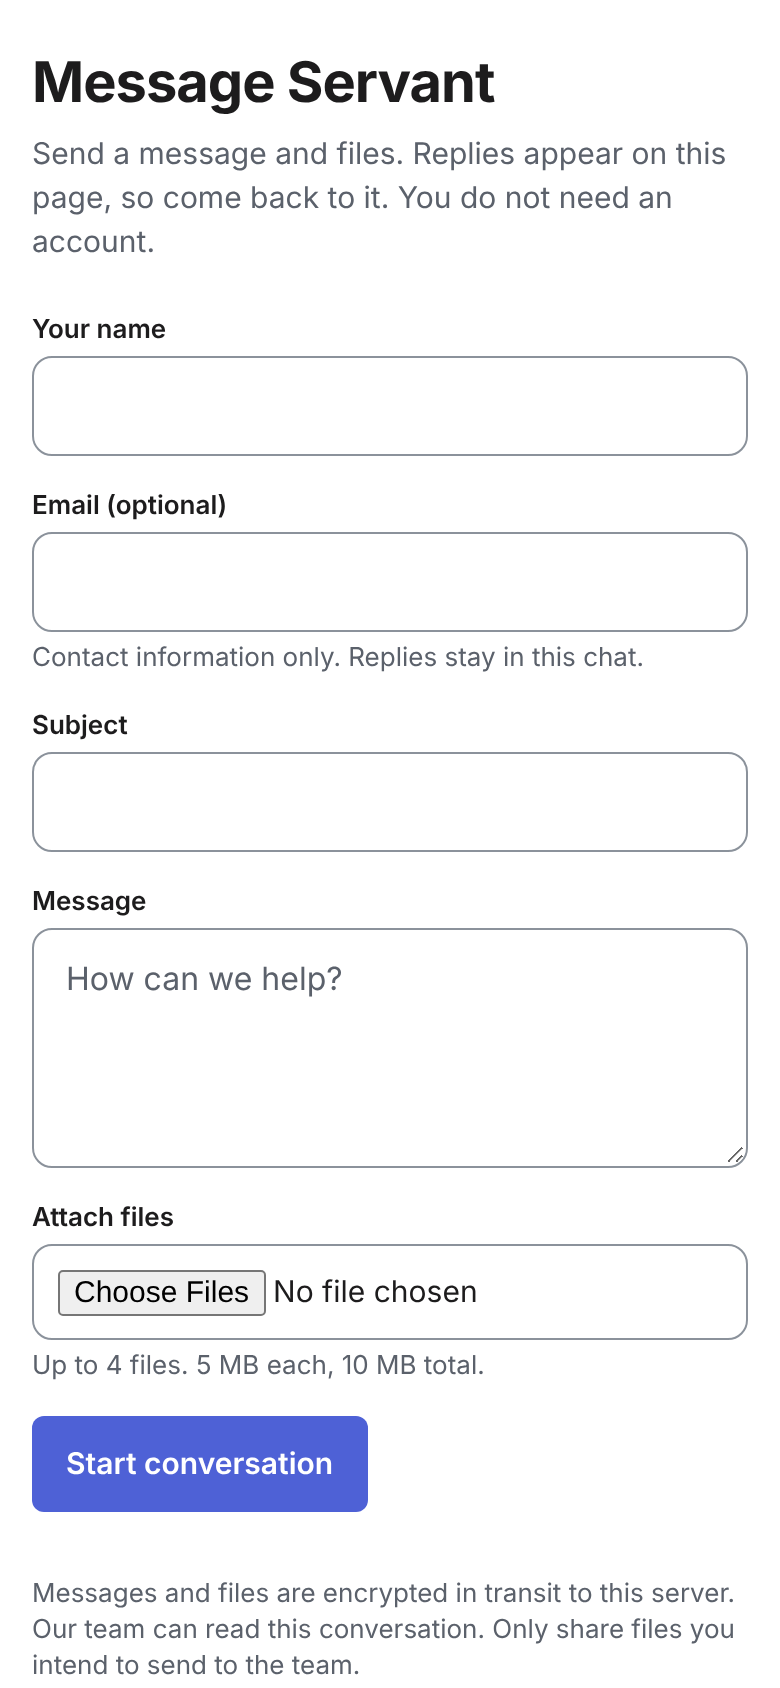 Message Servant
Send a message and files. Replies appear on this
page, so come back to it. You do not need an
account.
Your name
Email (optional)
Contact information only. Replies stay in this chat.
Subject
Message
How can we help?
Attach files
Choose Files No file chosen
Up to 4 files. 5 MB each, 10 MB total.
Start conversation
Messages and files are encrypted in transit to this server.
Our team can read this conversation. Only share files you
intend to send to the team.